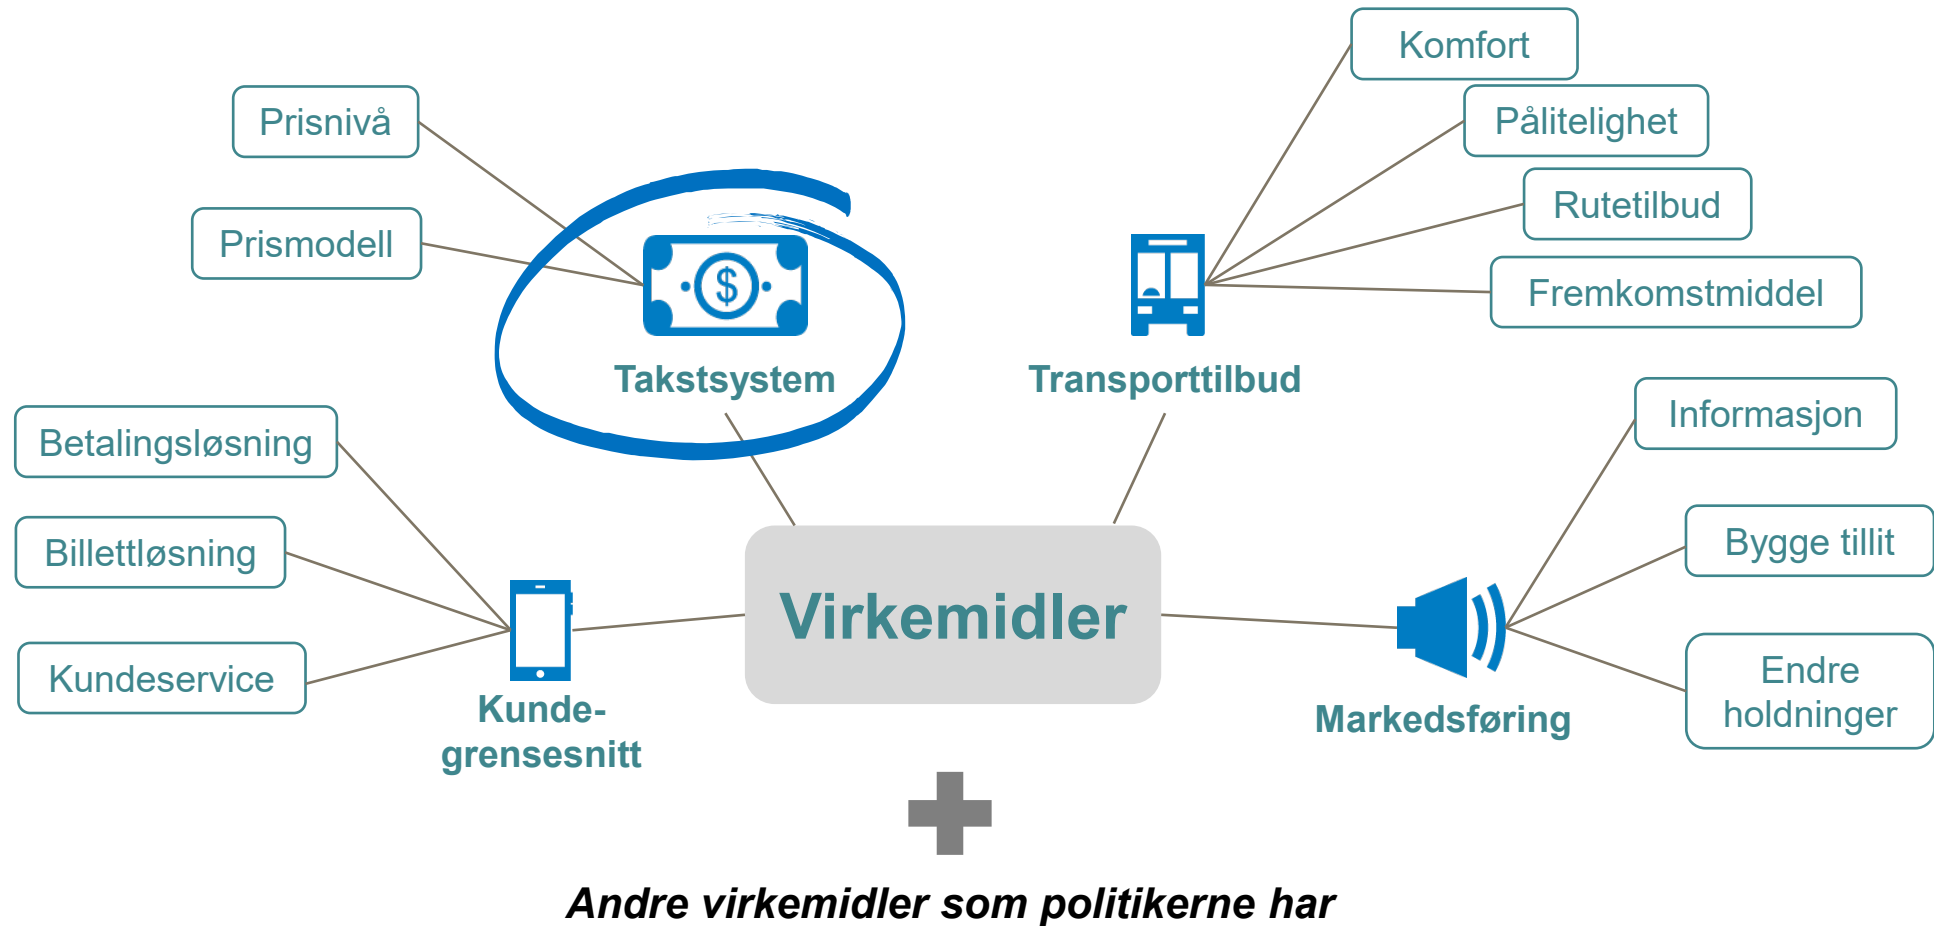 Komfort
Prisnivå
Pålitelighet
Rutetilbud
Prismodell
$
Fremkomstmiddel
Takstsystem
Transporttilbud
Informasjon
Betalingsløsning
Bygge tillit
Billettløsning
Virkemidler
Kundeservice
Endre
holdninger
Kunde-
grensesnitt
Markedsføring
Andre virkemidler som politikerne har